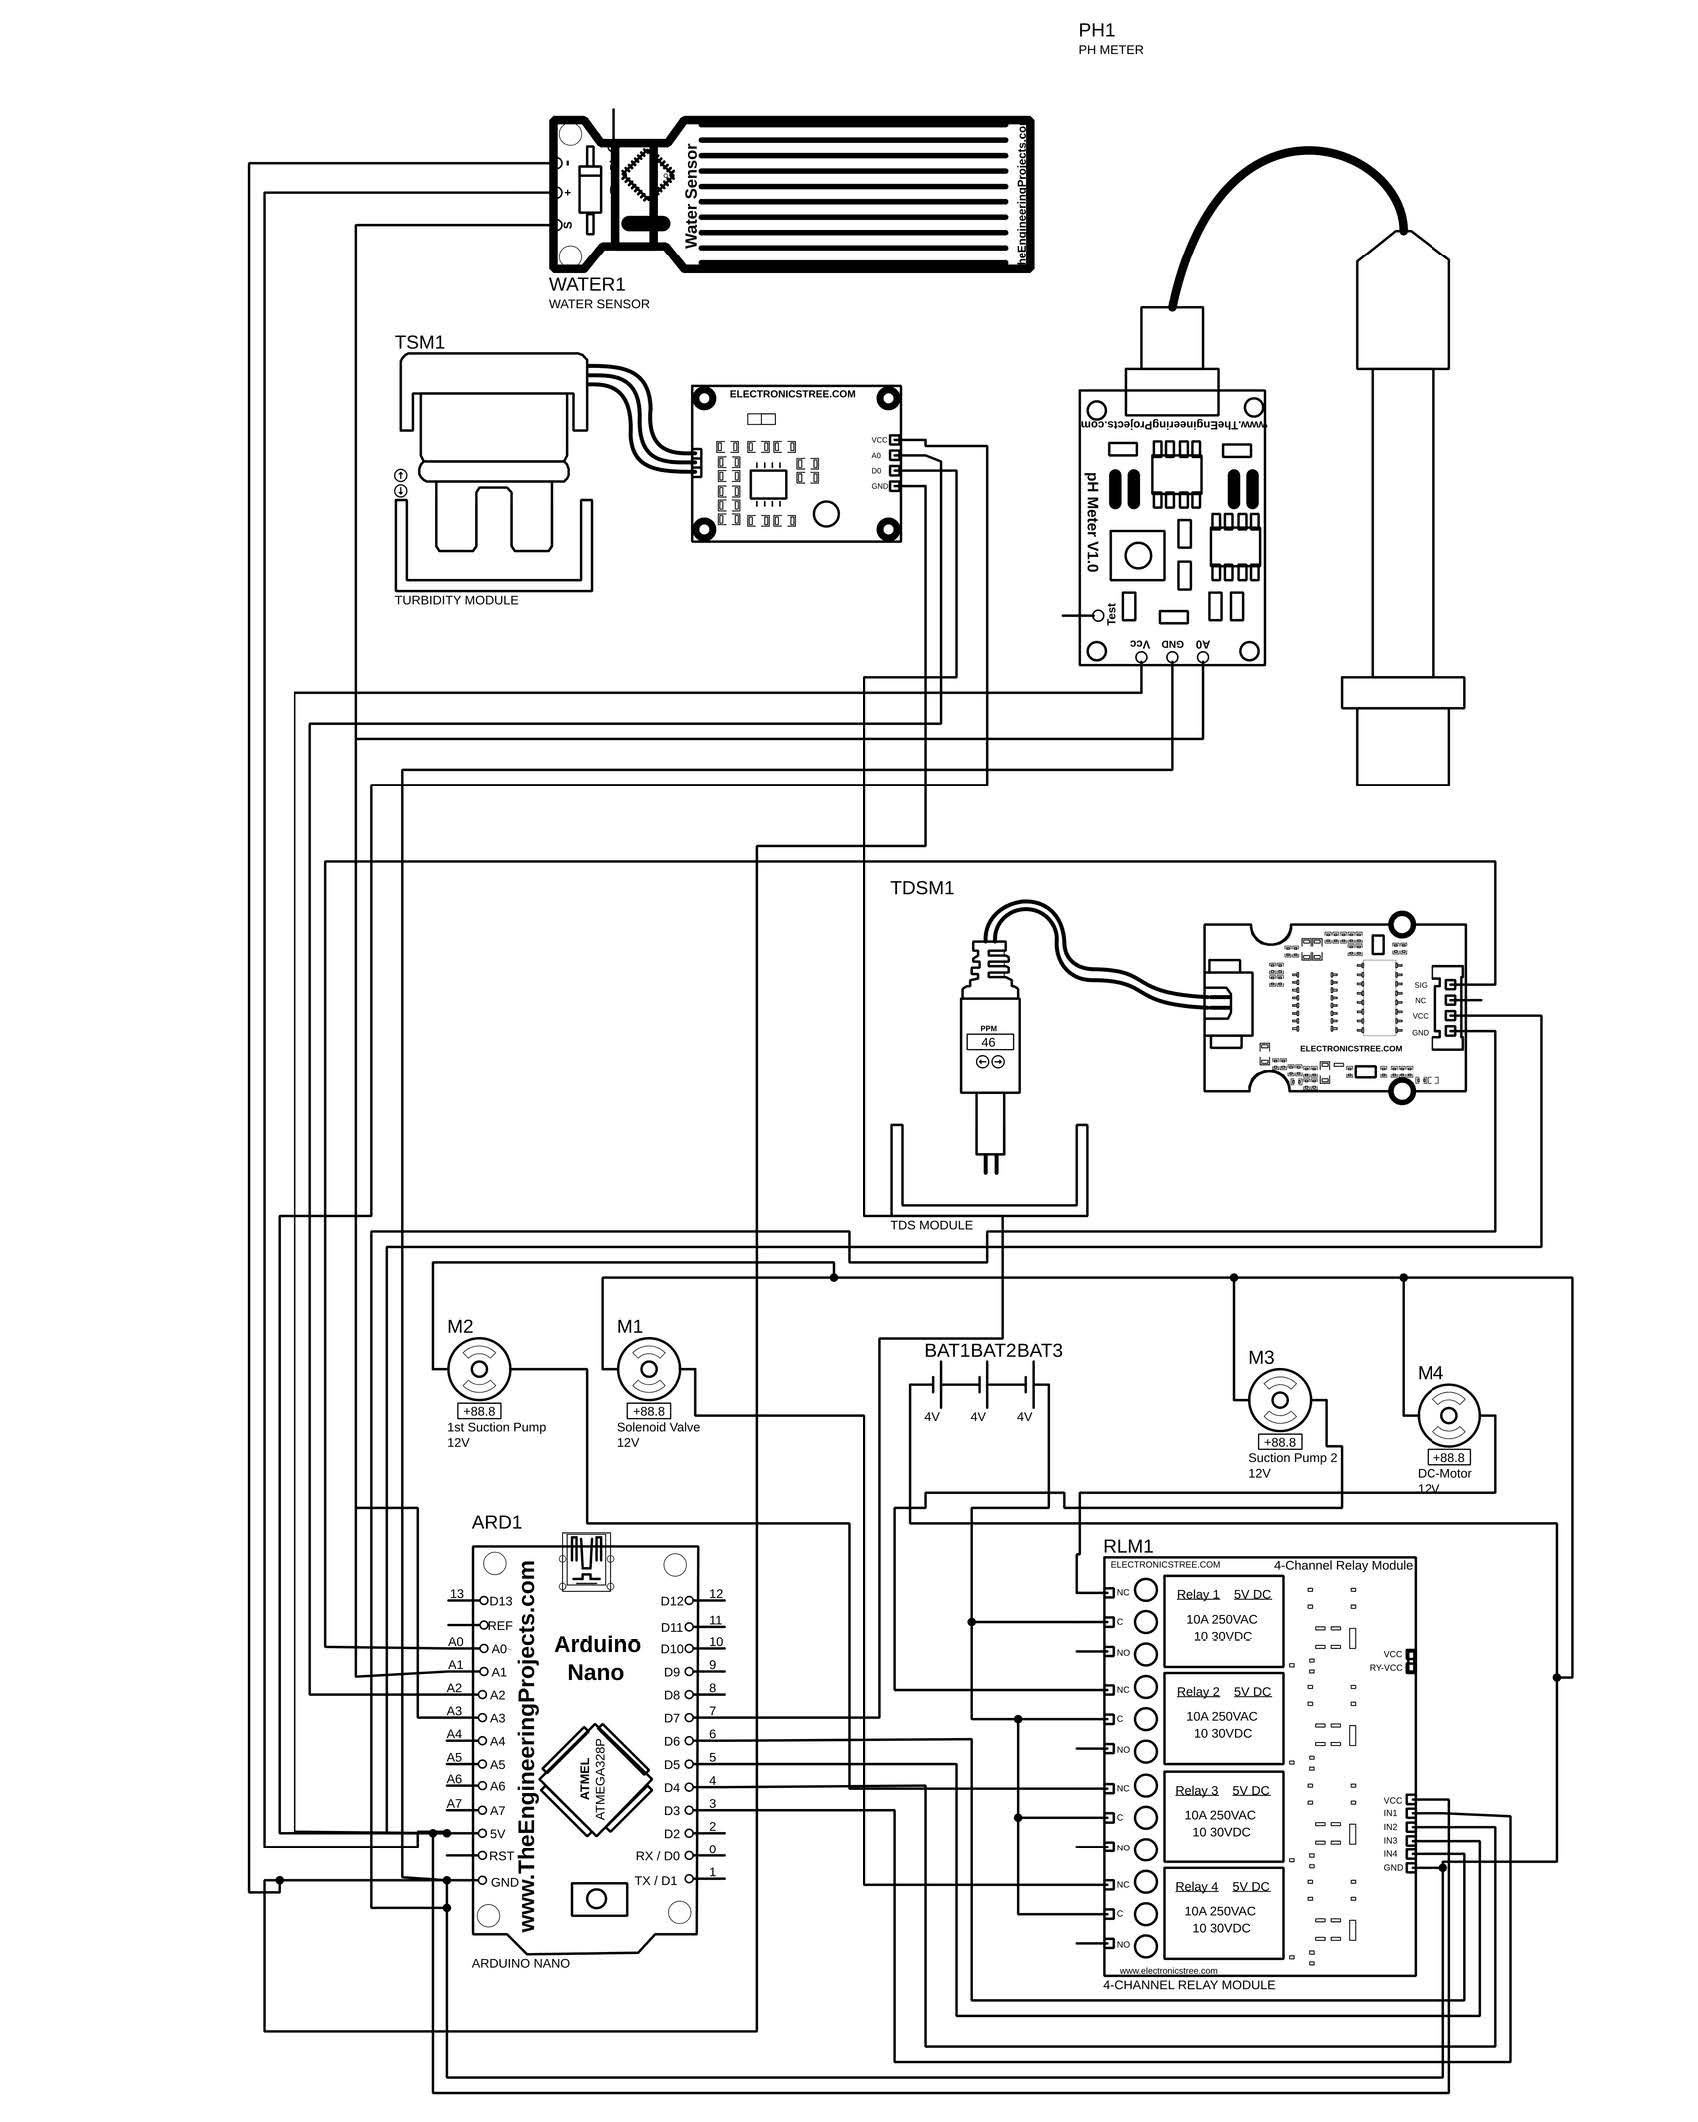 PH1
PH METER
-
+
S
Water Sensor
heEngineeringProjects.co
WATER1
WATER SENSOR
TSM1
TURBIDITY MODULE
ELECTRONICSTREE.COM
VCC
A0
D0
GND
www.TheEngineeringProjects.com
pH Meter V1.0
Test
Vcc
GND
A0
TDSM1
PPM
46
TDS MODULE
SIG
NC
VCC
GND
ELECTRONICSTREE.COM
M2
+88.8
1st Suction Pump
12V
M1
+88.8
Solenoid Valve
12V
BAT1BAT2BAT3
4V 4V 4V
M3
+88.8
Suction Pump 2
12V
M4
+88.8
DC-Motor
12V
ARD1
www.TheEngineeringProjects.com
Arduino
Nano
ATMEL
ATMEGA328P
13 D13
REF
A0 A0
A1 A1
A2 A2
A3 A3
A4 A4
A5 A5
A6 A6
A7 A7
5V
RST
GND
D12 12
D11 11
D10 10
D9 9
D8 8
D7 7
D6 6
D5 5
D4 4
D3 3
D2 2
RX / D0 0
TX / D1 1
ARDUINO NANO
RLM1
ELECTRONICSTREE.COM
4-Channel Relay Module
NC
C
NO
Relay 1 5V DC
10A 250VAC
10 30VDC
NC
C
NO
Relay 2 5V DC
10A 250VAC
10 30VDC
NC
C
NO
Relay 3 5V DC
10A 250VAC
10 30VDC
NC
C
NO
Relay 4 5V DC
10A 250VAC
10 30VDC
VCC
RY-VCC
VCC
IN1
IN2
IN3
IN4
GND
www.electronicstree.com
4-CHANNEL RELAY MODULE